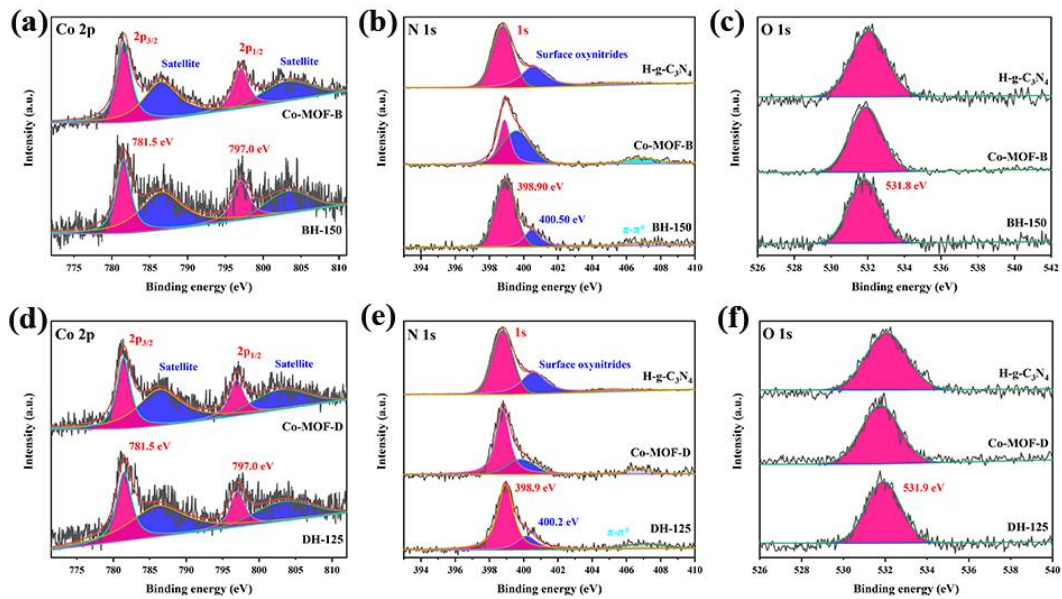 (a)
Co 2p
2p3/2
2p1/2
Satellite
Satellite
Co-MOF-B
781.5 eV
797.0 eV
BH-150
Intensity (a.u.)
775 780 785 790 795 800 805 810
Binding energy (eV)
(b)
N 1s
1s
Surface oxynitrides
H-g-C3N4
Co-MOF-B
398.90 eV
400.50 eV
π-π*
BH-150
Intensity (a.u.)
394 396 398 400 402 404 406 408 410
Binding energy (eV)
(c)
O 1s
H-g-C3N4
Co-MOF-B
531.8 eV
BH-150
Intensity (a.u.)
526 528 530 532 534 536 538 540 542
Binding energy (eV)
(d)
Co 2p
2p3/2
2p1/2
Satellite
Satellite
Co-MOF-D
781.5 eV
797.0 eV
DH-125
Intensity (a.u.)
775 780 785 790 795 800 805 810
Binding energy (eV)
(e)
N 1s
1s
Surface oxynitrides
H-g-C3N4
Co-MOF-D
398.9 eV
400.2 eV
π-π*
DH-125
Intensity (a.u.)
394 396 398 400 402 404 406 408 410
Binding energy (eV)
(f)
O 1s
H-g-C3N4
Co-MOF-D
531.9 eV
DH-125
Intensity (a.u.)
526 528 530 532 534 536 538 540
Binding energy (eV)